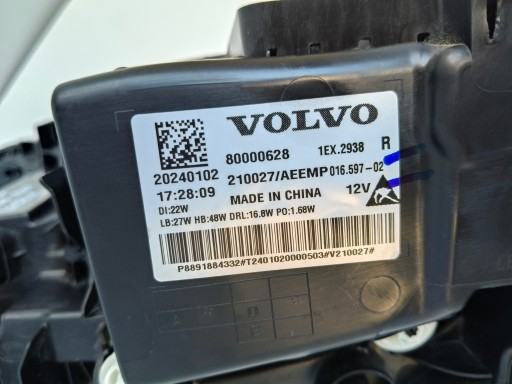 VOLVO
80000628 1EX.2938 R
20240102 210027/AEEMP 016.597-02
17:28:09 MADE IN CHINA 12V
DI:22W
LB:27W HB:48W DRL:16.8W PO:1.68W
P8891884332#T2401020000503#V210027#